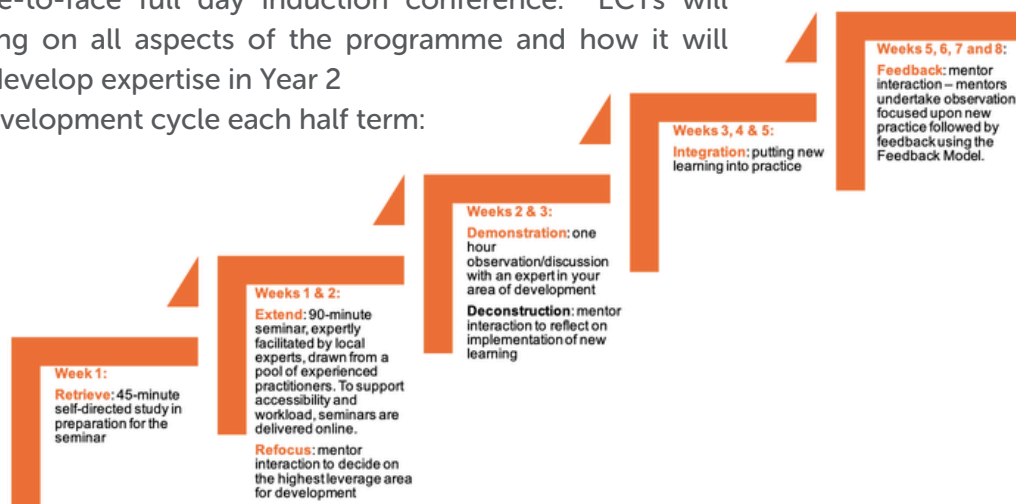 full day induction conference. ECTs will
on all aspects of the programme and how it will
develop expertise in Year 2
cycle each half term:
Week 1:
Retrieve: 45-minute
self-directed study in
preparation for the
seminar
Weeks 1 & 2:
Extend: 90-minute
seminar, expertly
facilitated by local
experts, drawn from a
pool of experienced
practitioners. To support
accessibility and
workload, seminars are
delivered online.
Refocus: mentor
interaction to decide on
the highest leverage area
for development
Weeks 2 & 3:
Demonstration: one
hour
observation/discussion
with an expert in your
area of development
Deconstruction: mentor
interaction to reflect on
implementation of new
learning
Weeks 3, 4 & 5:
Integration: putting new
learning into practice
Weeks 5, 6, 7 and 8:
Feedback: mentor
interaction – mentors
undertake observation
focused upon new
practice followed by
feedback using the
Feedback Model.